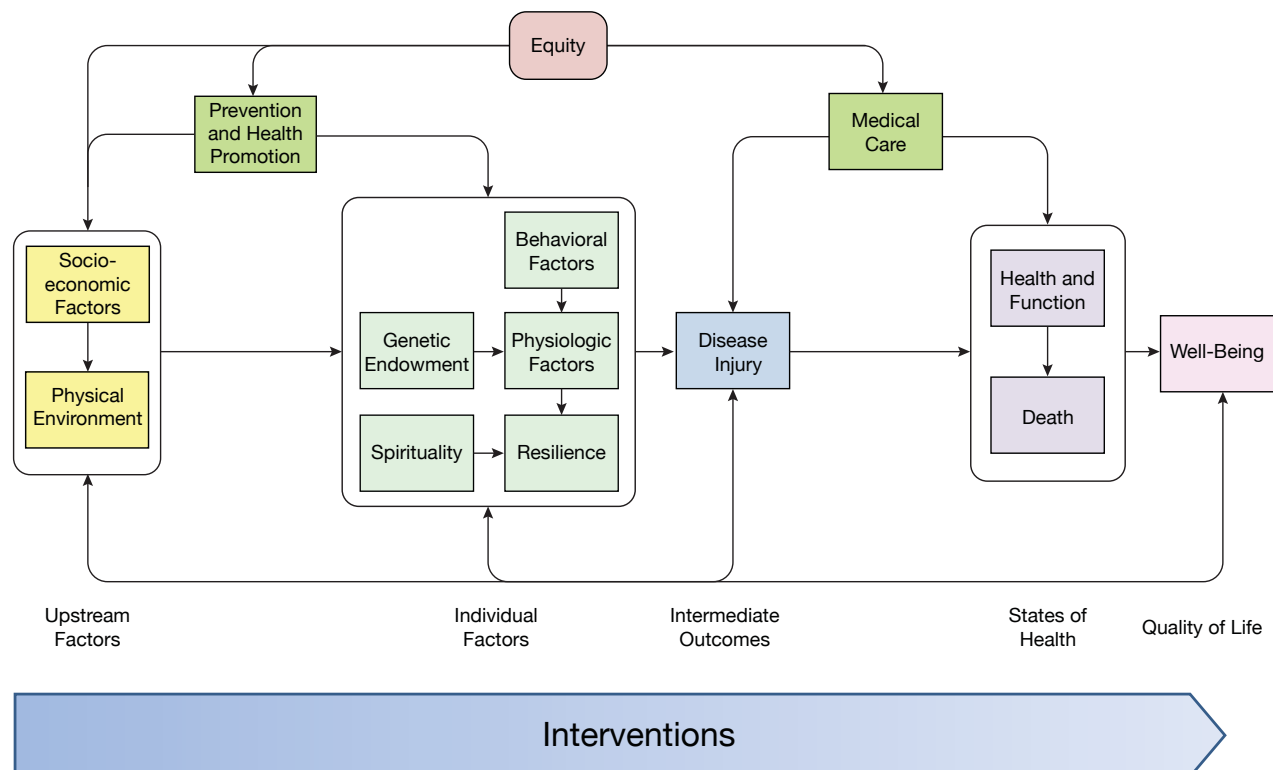 Equity
Prevention
and Health
Promotion
Medical
Care
Socio-
economic
Factors
Physical
Environment
Behavioral
Factors
Genetic
Endowment
Physiologic
Factors
Spirituality
Resilience
Disease
Injury
Health and
Function
Death
Well-Being
Upstream
Factors
Individual
Factors
Intermediate
Outcomes
States of
Health
Quality of Life
Interventions